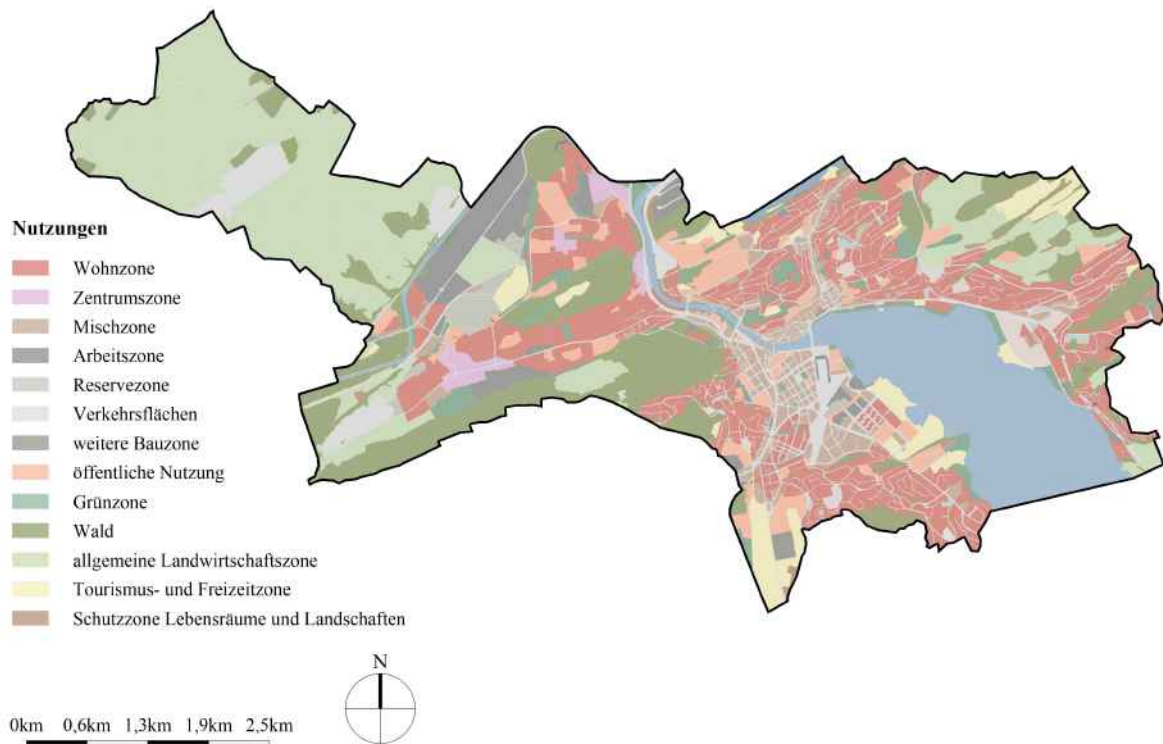 Nutzungen
Wohnzone
Zentrumszone
Mischzone
Arbeitszone
Reservezone
Verkehrsflächen
weitere Bauzone
öffentliche Nutzung
Grünzone
Wald
allgemeine Landwirtschaftszone
Tourismus- und Freizeitzone
Schutzzone Lebensräume und Landschaften
N
0km 0,6km 1,3km 1,9km 2,5km